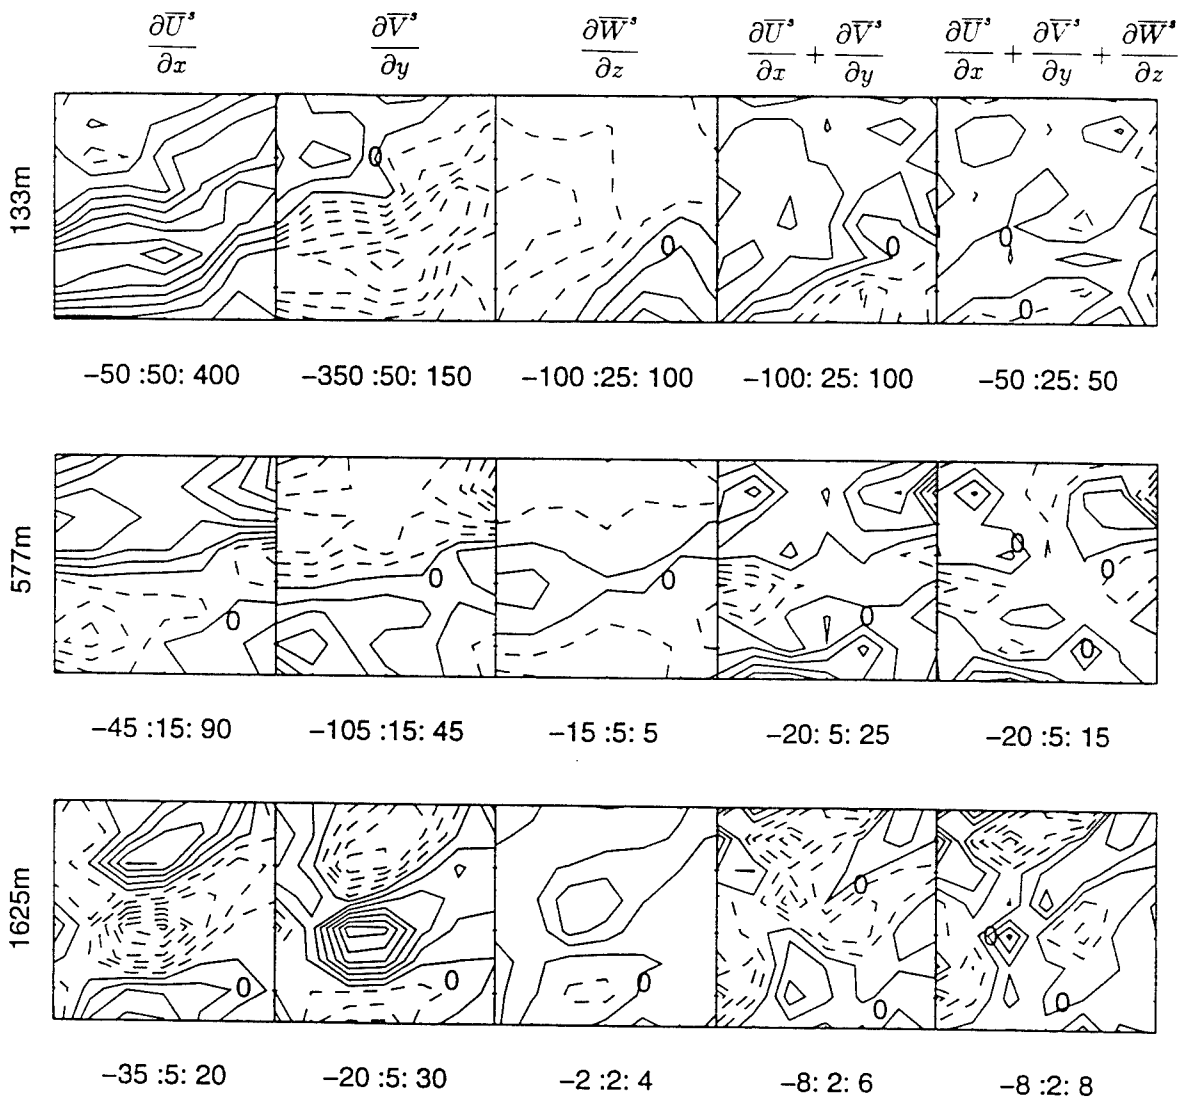 ∂U̅ˢ/∂x ∂V̅ˢ/∂y ∂W̅ˢ/∂z ∂U̅ˢ/∂x + ∂V̅ˢ/∂y ∂U̅ˢ/∂x + ∂V̅ˢ/∂y + ∂W̅ˢ/∂z
133m
0 0 0 0 0
−50 :50: 400 −350 :50: 150 −100 :25: 100 −100: 25: 100 −50 :25: 50
577m
0 0 0 0 0 0 0
−45 :15: 90 −105 :15: 45 −15 :5: 5 −20: 5: 25 −20 :5: 15
1625m
0 0 0 0 0 0 0
−35 :5: 20 −20 :5: 30 −2 :2: 4 −8: 2: 6 −8 :2: 8